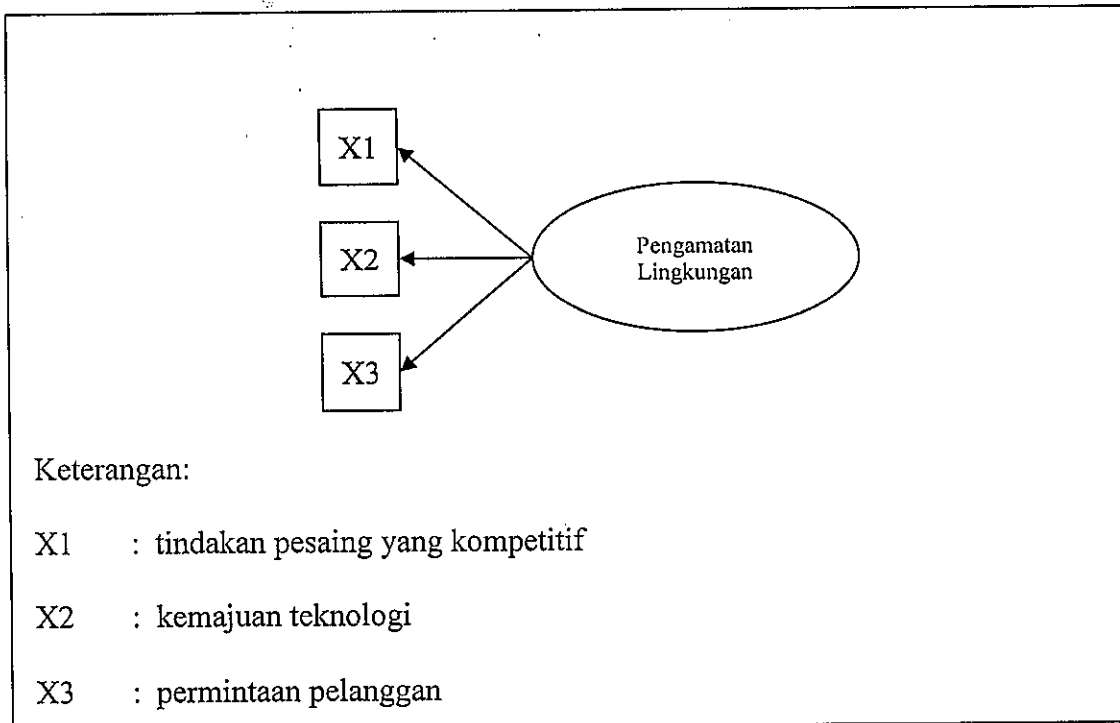 X1
X2
Pengamatan
Lingkungan
X3
Keterangan:
X1 : tindakan pesaing yang kompetitif
X2 : kemajuan teknologi
X3 : permintaan pelanggan